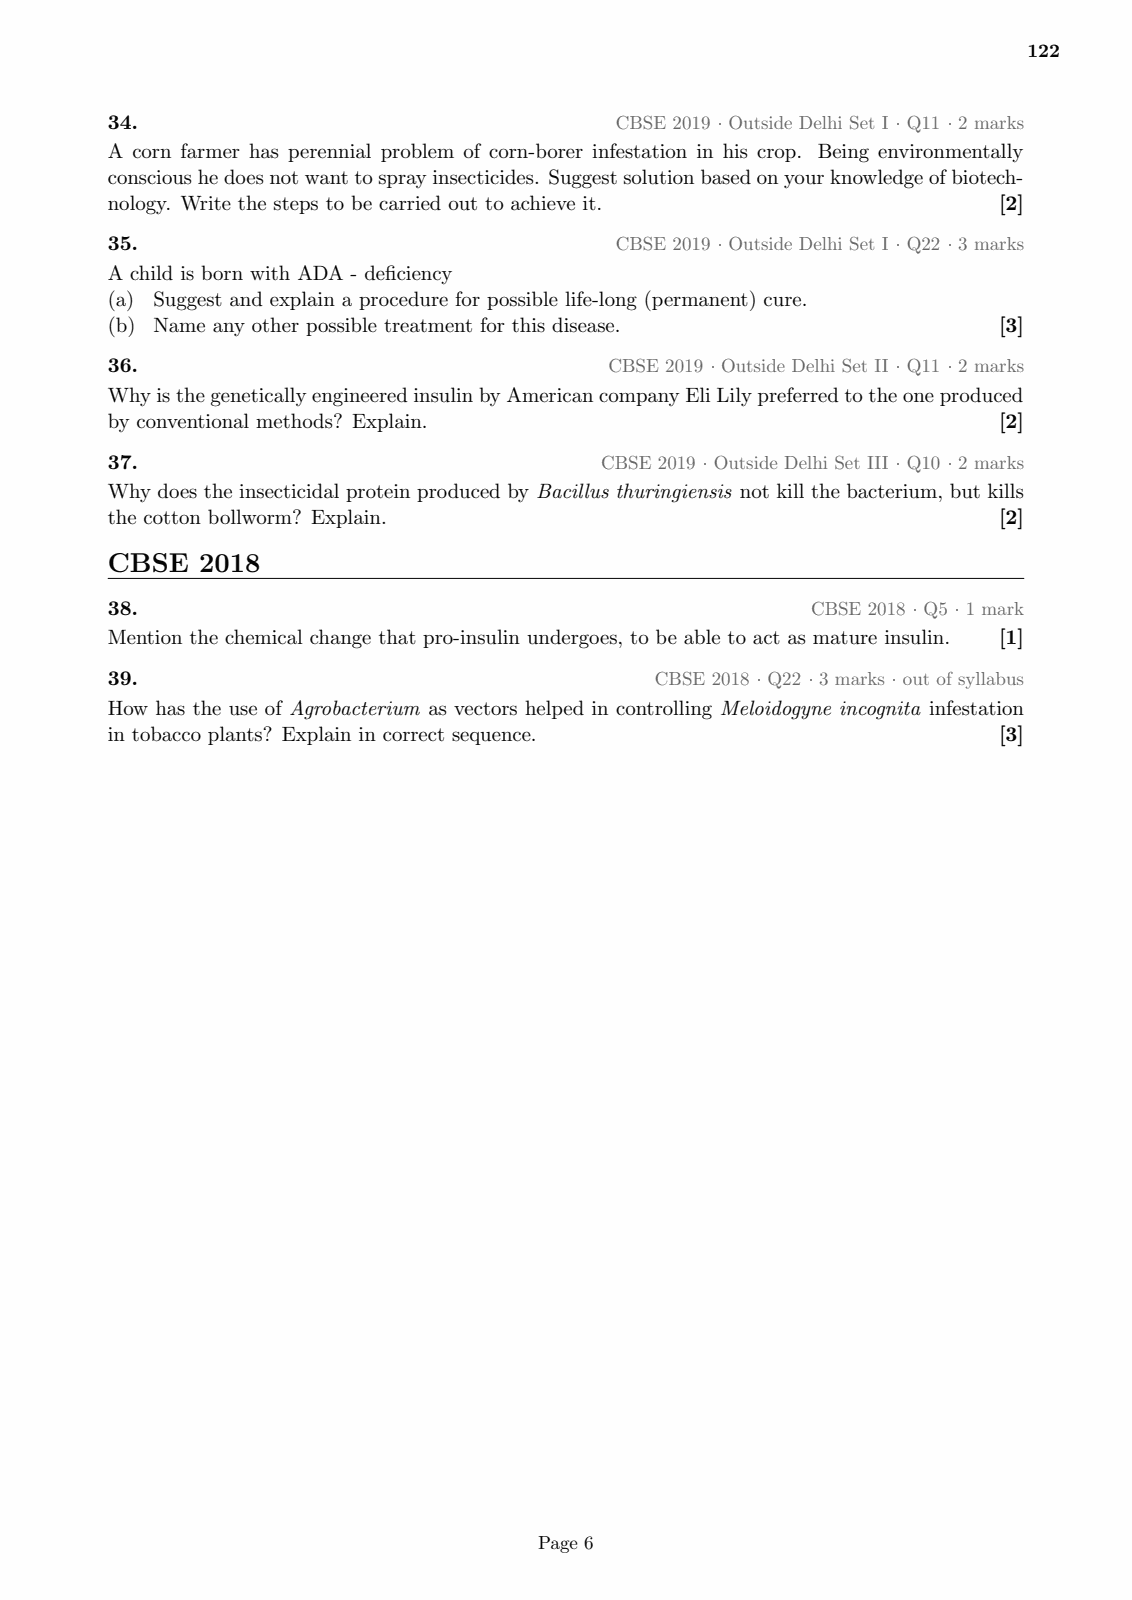 122
34. CBSE 2019 · Outside Delhi Set I · Q11 · 2 marks
A corn farmer has perennial problem of corn-borer infestation in his crop. Being environmentally
conscious he does not want to spray insecticides. Suggest solution based on your knowledge of biotech-
nology. Write the steps to be carried out to achieve it. [2]
35. CBSE 2019 · Outside Delhi Set I · Q22 · 3 marks
A child is born with ADA - deficiency
(a) Suggest and explain a procedure for possible life-long (permanent) cure.
(b) Name any other possible treatment for this disease. [3]
36. CBSE 2019 · Outside Delhi Set II · Q11 · 2 marks
Why is the genetically engineered insulin by American company Eli Lily preferred to the one produced
by conventional methods? Explain. [2]
37. CBSE 2019 · Outside Delhi Set III · Q10 · 2 marks
Why does the insecticidal protein produced by Bacillus thuringiensis not kill the bacterium, but kills
the cotton bollworm? Explain. [2]
CBSE 2018
38. CBSE 2018 · Q5 · 1 mark
Mention the chemical change that pro-insulin undergoes, to be able to act as mature insulin. [1]
39. CBSE 2018 · Q22 · 3 marks · out of syllabus
How has the use of Agrobacterium as vectors helped in controlling Meloidogyne incognita infestation
in tobacco plants? Explain in correct sequence. [3]
Page 6